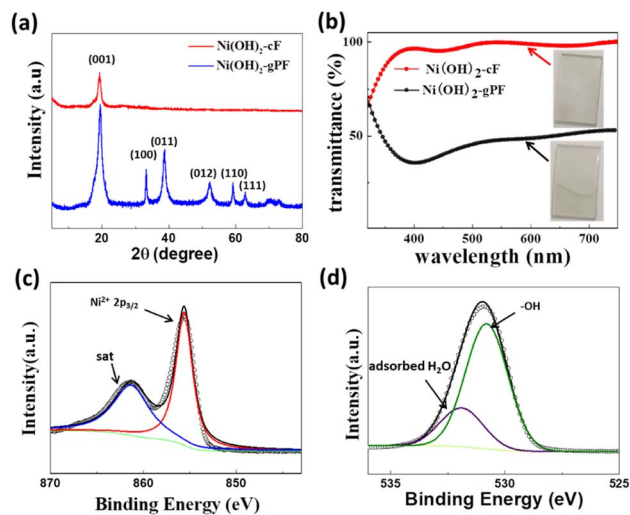 (a)
Ni(OH)2-cF
Ni(OH)2-gPF
(001)
(100)
(011)
(012)
(110)
(111)
Intensity (a.u)
20 40 60 80
2θ (degree)
(b)
100
50
transmittance (%)
Ni(OH) 2-cF
Ni(OH) 2-gPF
400 500 600 700
wavelength (nm)
(c)
Ni2+ 2p3/2
sat
Intensity(a.u.)
870 860 850
Binding Energy (eV)
(d)
-OH
adsorbed H2O
Intensity(a.u.)
535 530 525
Binding Energy (eV)